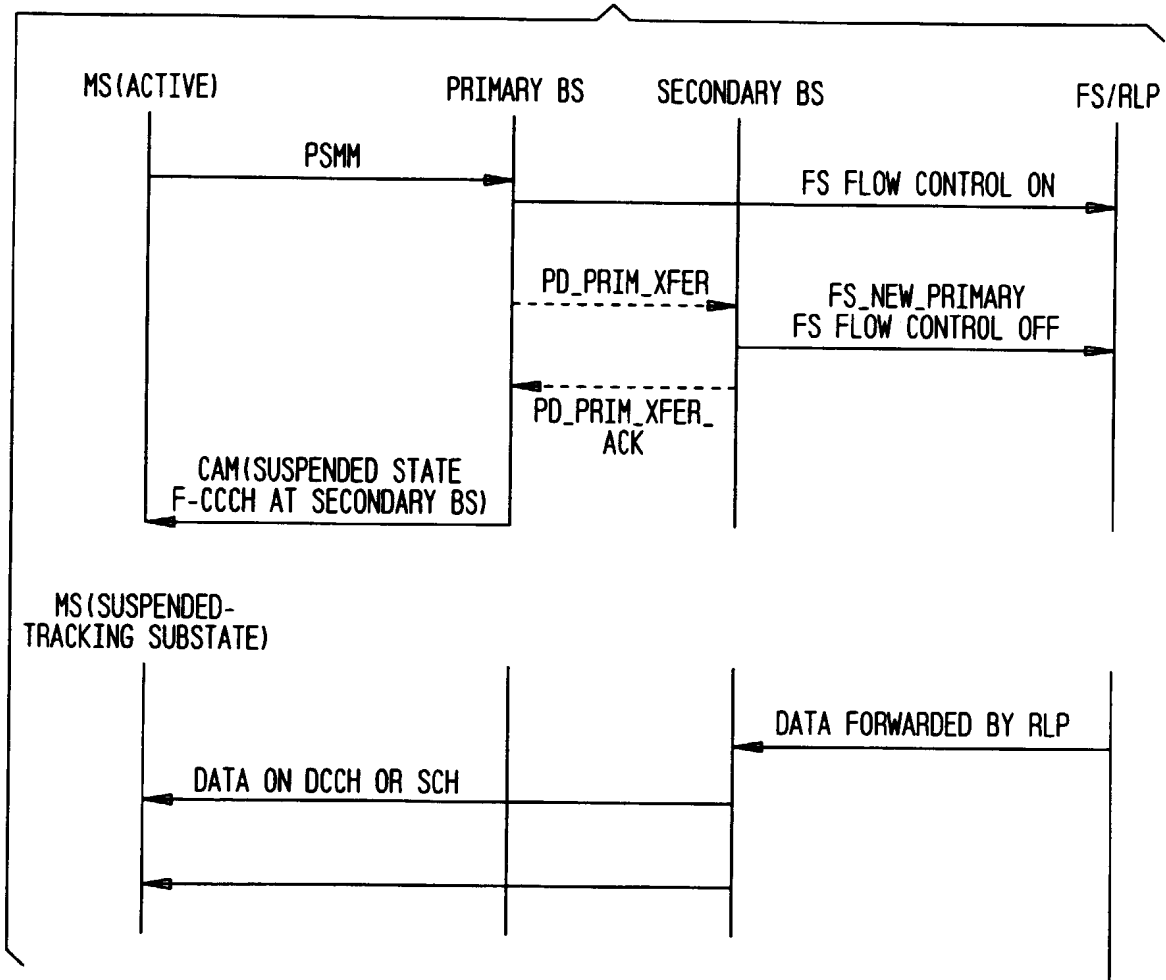 MS(ACTIVE)
PRIMARY BS
SECONDARY BS
FS/RLP
PSMM
FS FLOW CONTROL ON
PD_PRIM_XFER
FS_NEW_PRIMARY
FS FLOW CONTROL OFF
PD_PRIM_XFER_
ACK
CAM(SUSPENDED STATE
F-CCCH AT SECONDARY BS)
MS(SUSPENDED-
TRACKING SUBSTATE)
DATA FORWARDED BY RLP
DATA ON DCCH OR SCH